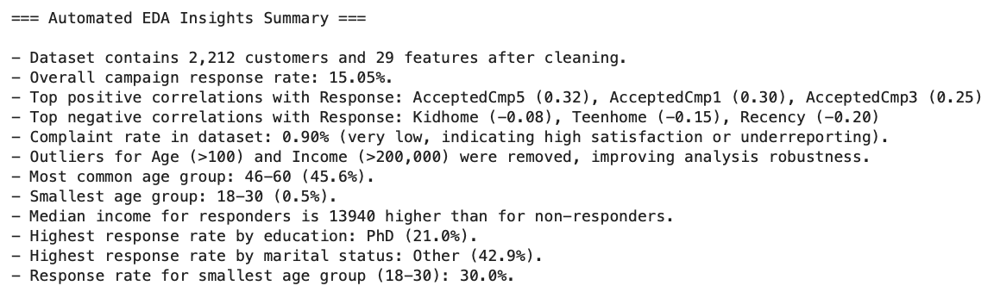 === Automated EDA Insights Summary ===
- Dataset contains 2,212 customers and 29 features after cleaning.
- Overall campaign response rate: 15.05%.
- Top positive correlations with Response: AcceptedCmp5 (0.32), AcceptedCmp1 (0.30), AcceptedCmp3 (0.25)
- Top negative correlations with Response: Kidhome (-0.08), Teenhome (-0.15), Recency (-0.20)
- Complaint rate in dataset: 0.90% (very low, indicating high satisfaction or underreporting).
- Outliers for Age (>100) and Income (>200,000) were removed, improving analysis robustness.
- Most common age group: 46-60 (45.6%).
- Smallest age group: 18-30 (0.5%).
- Median income for responders is 13940 higher than for non-responders.
- Highest response rate by education: PhD (21.0%).
- Highest response rate by marital status: Other (42.9%).
- Response rate for smallest age group (18-30): 30.0%.